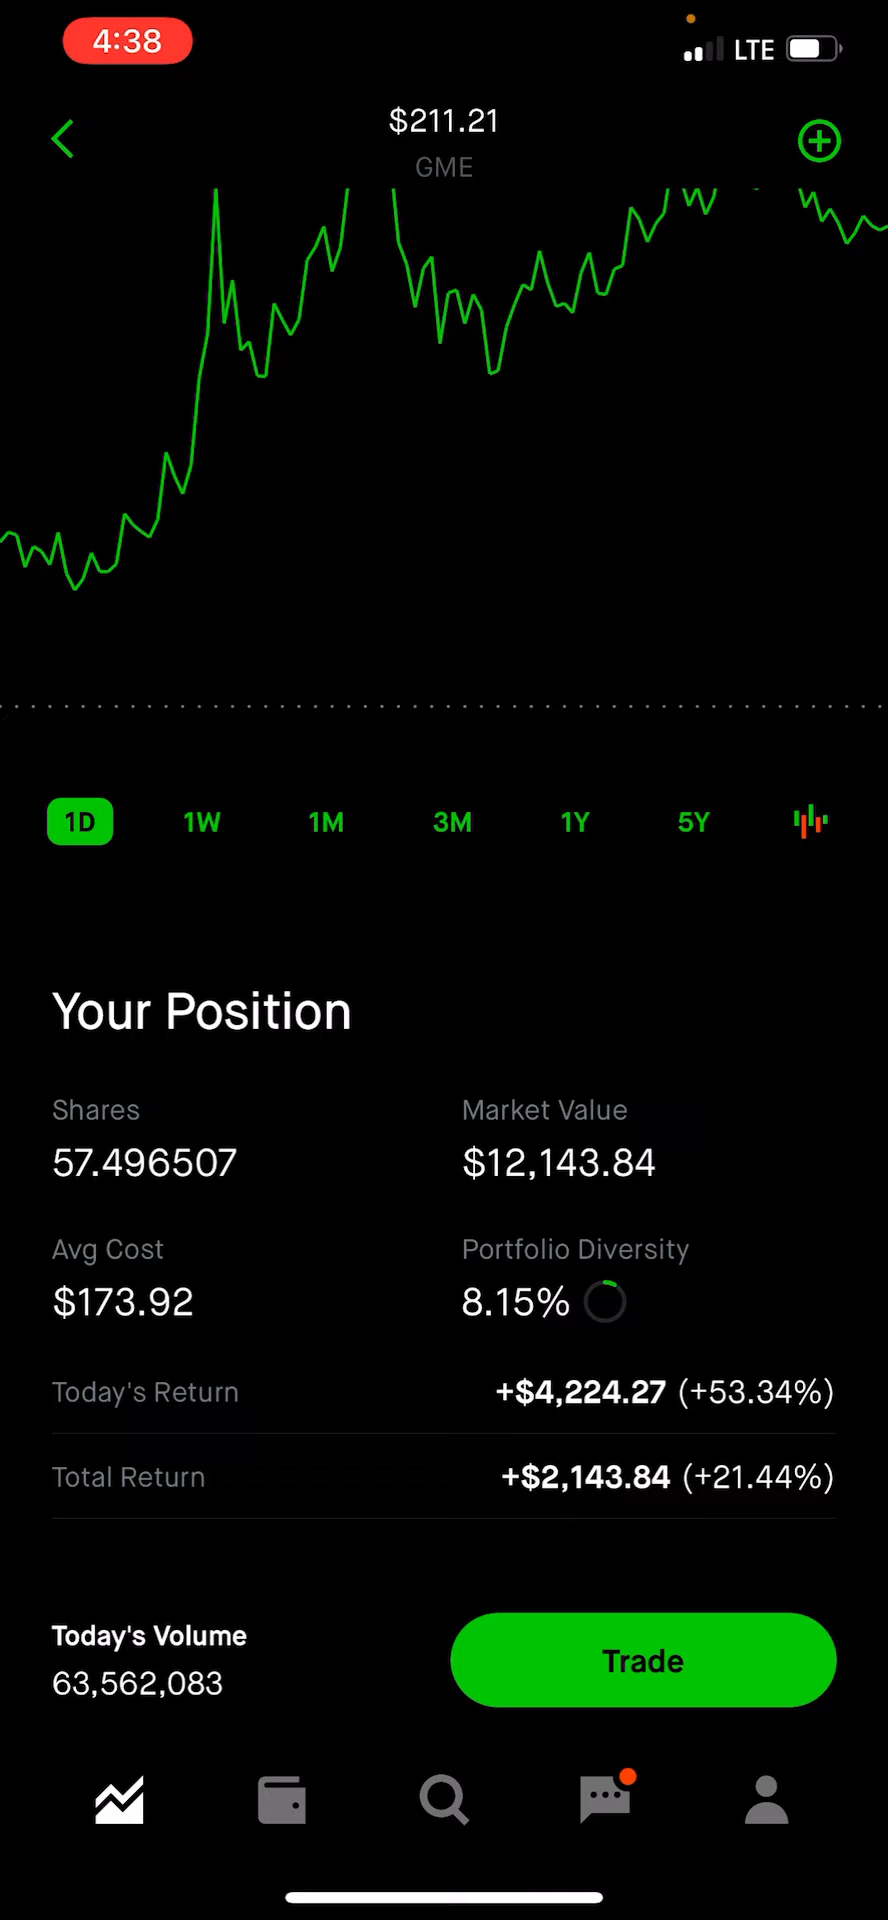 4:38
LTE
$211.21
GME
1D 1W 1M 3M 1Y 5Y
Your Position
Shares Market Value
57.496507 $12,143.84
Avg Cost Portfolio Diversity
$173.92 8.15%
Today's Return +$4,224.27 (+53.34%)
Total Return +$2,143.84 (+21.44%)
Today's Volume
63,562,083
Trade